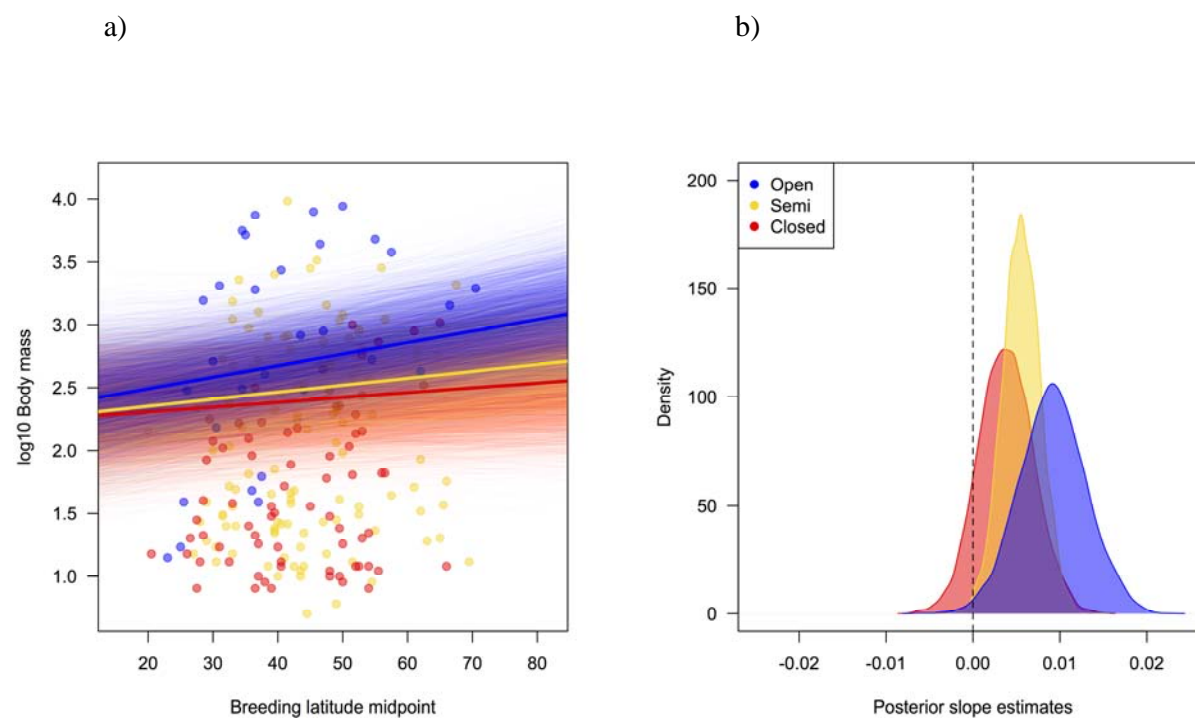 a)
b)
4.0
3.5
3.0
2.5
2.0
1.5
1.0
log10 Body mass
20 30 40 50 60 70 80
Breeding latitude midpoint
Open
Semi
Closed
200
150
100
50
0
Density
-0.02 -0.01 0.00 0.01 0.02
Posterior slope estimates